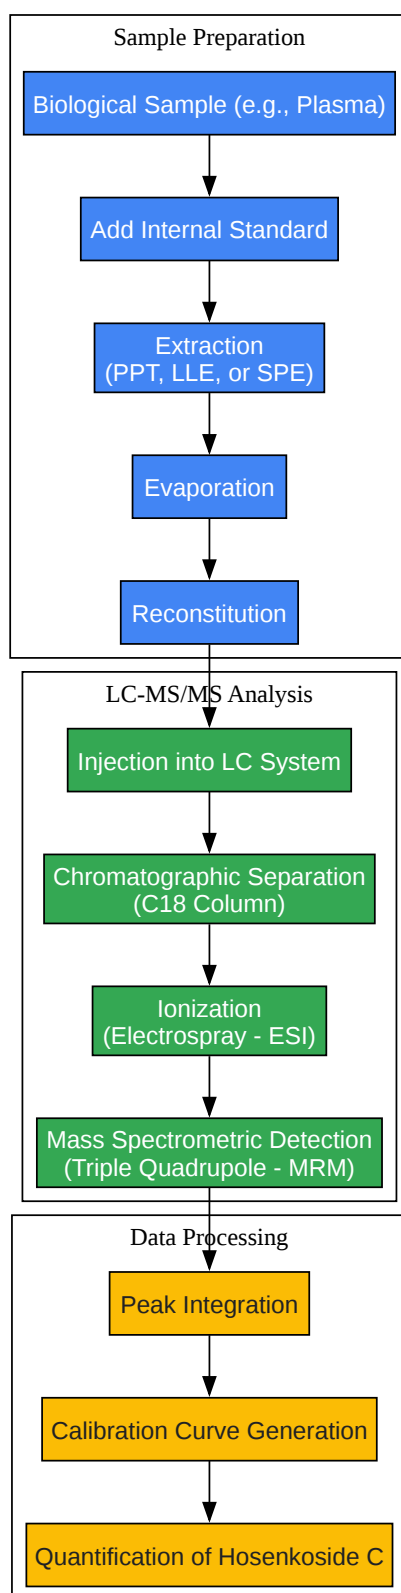 Sample Preparation
Biological Sample (e.g., Plasma)
Add Internal Standard
Extraction
(PPT, LLE, or SPE)
Evaporation
Reconstitution
LC-MS/MS Analysis
Injection into LC System
Chromatographic Separation
(C18 Column)
Ionization
(Electrospray - ESI)
Mass Spectrometric Detection
(Triple Quadrupole - MRM)
Data Processing
Peak Integration
Calibration Curve Generation
Quantification of Hosenkoside C